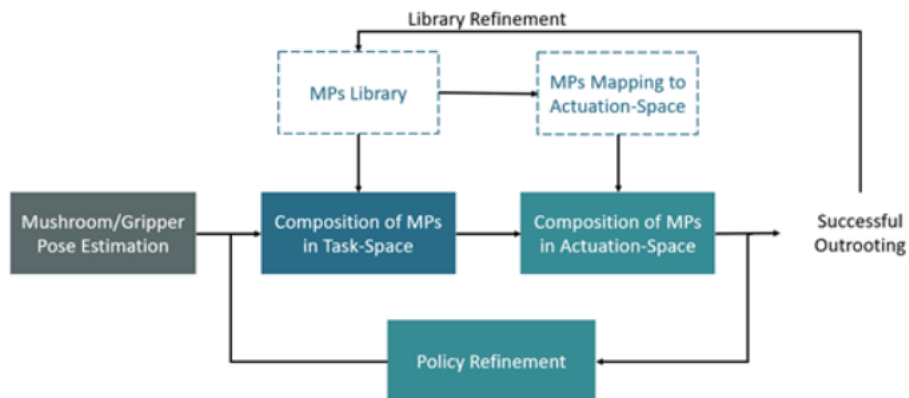 Library Refinement
MPs Library
MPs Mapping to
Actuation-Space
Mushroom/Gripper
Pose Estimation
Composition of MPs
in Task-Space
Composition of MPs
in Actuation-Space
Successful
Outrooting
Policy Refinement